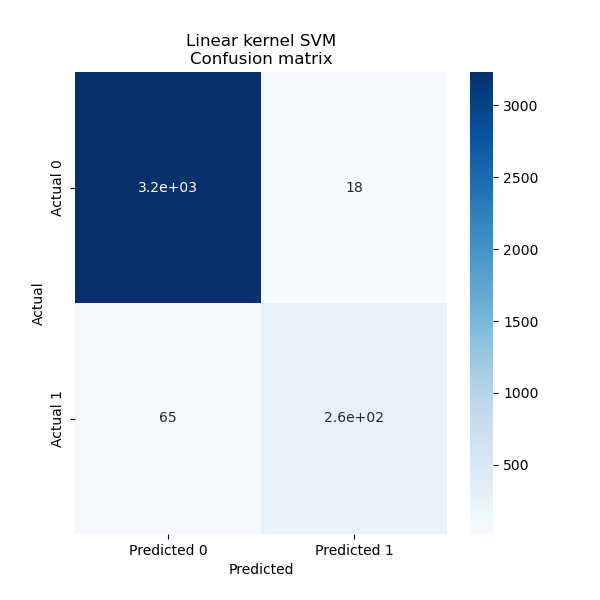 Linear kernel SVM
Confusion matrix
Actual 0
3.2e+03
18
Actual
Actual 1
65
2.6e+02
Predicted 0
Predicted 1
Predicted
3000
2500
2000
1500
1000
500